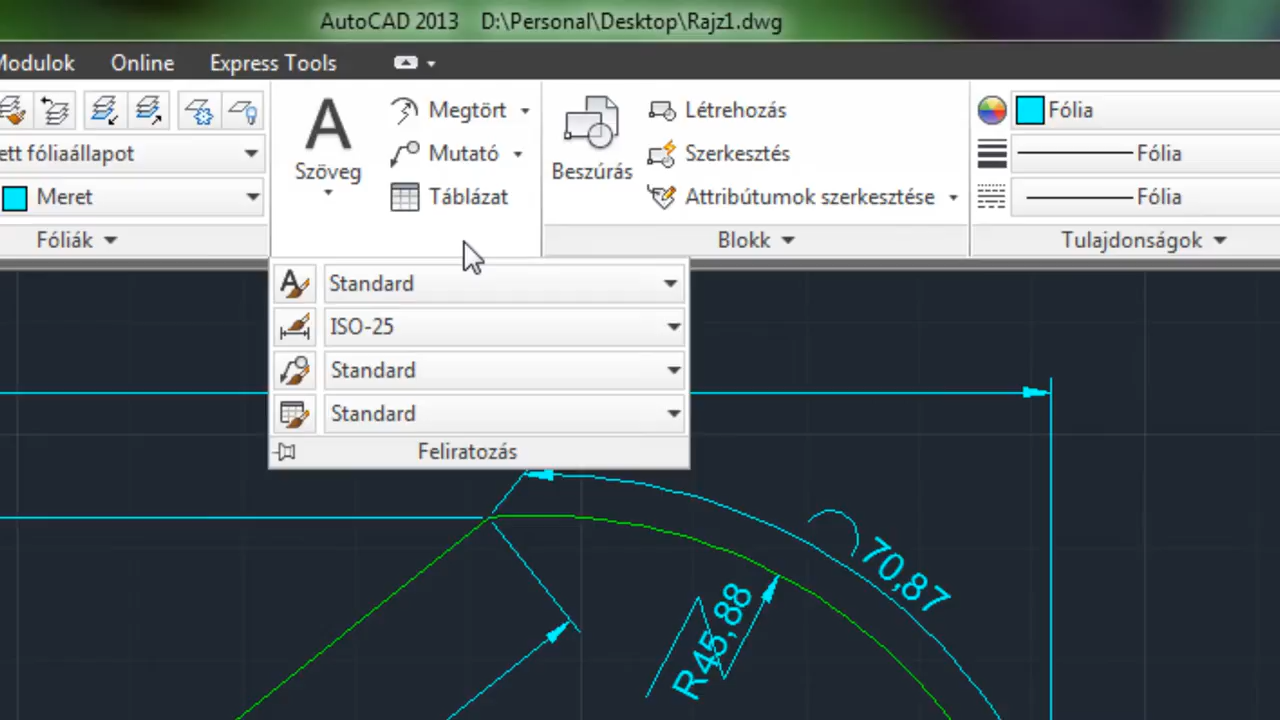 AutoCAD 2013 D:\Personal\Desktop\Rajz1.dwg
Modulok Online Express Tools
A Szöveg
Megtört
Mutató
Táblázat
Beszúrás
Létrehozás
Szerkesztés
Attribútumok szerkesztése
Fólia
Fólia
Fólia
ett fóliaállapot
Meret
Fóliák
Blokk
Tulajdonságok
Standard
ISO-25
Standard
Standard
Feliratozás
70,87
R45,88